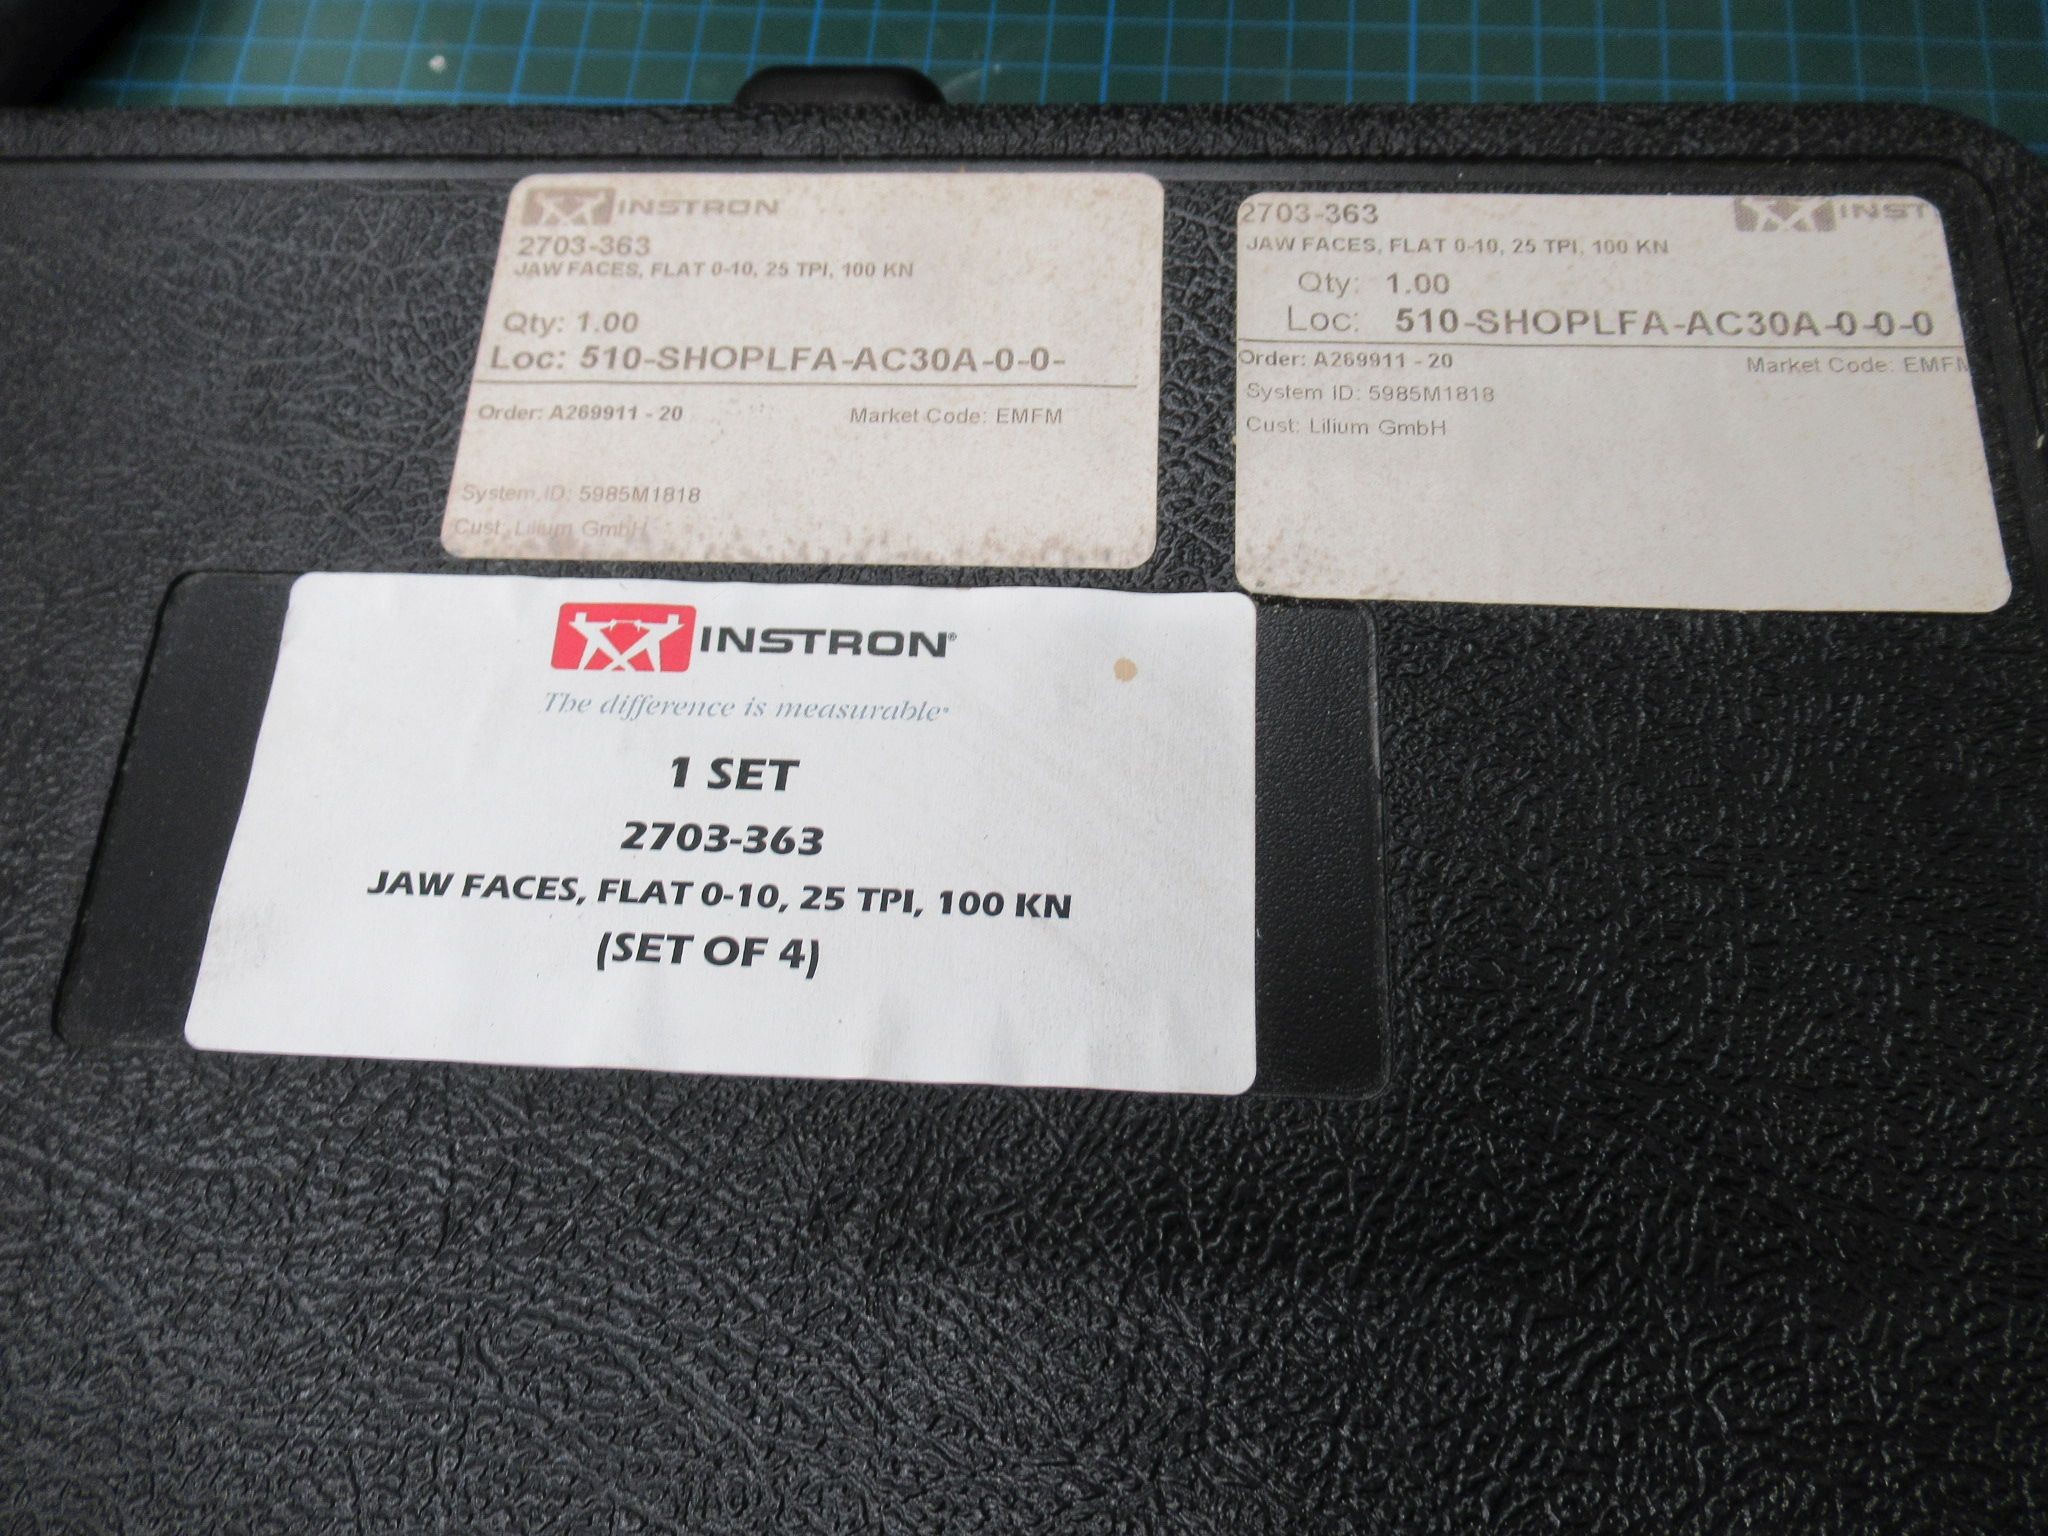 INSTRON
2703-363
JAW FACES, FLAT 0-10, 25 TPI, 100 KN
Qty: 1.00
Loc: 510-SHOPLFA-AC30A-0-0-
Order: A269911 - 20 Market Code: EMFM
System ID: 5985M1818
Cust: Lilium GmbH
2703-363 INST
JAW FACES, FLAT 0-10, 25 TPI, 100 KN
Qty: 1.00
Loc: 510-SHOPLFA-AC30A-0-0-0
Order: A269911 - 20 Market Code: EMFM
System ID: 5985M1818
Cust: Lilium GmbH
INSTRON®
The difference is measurable®
1 SET
2703-363
JAW FACES, FLAT 0-10, 25 TPI, 100 KN
(SET OF 4)